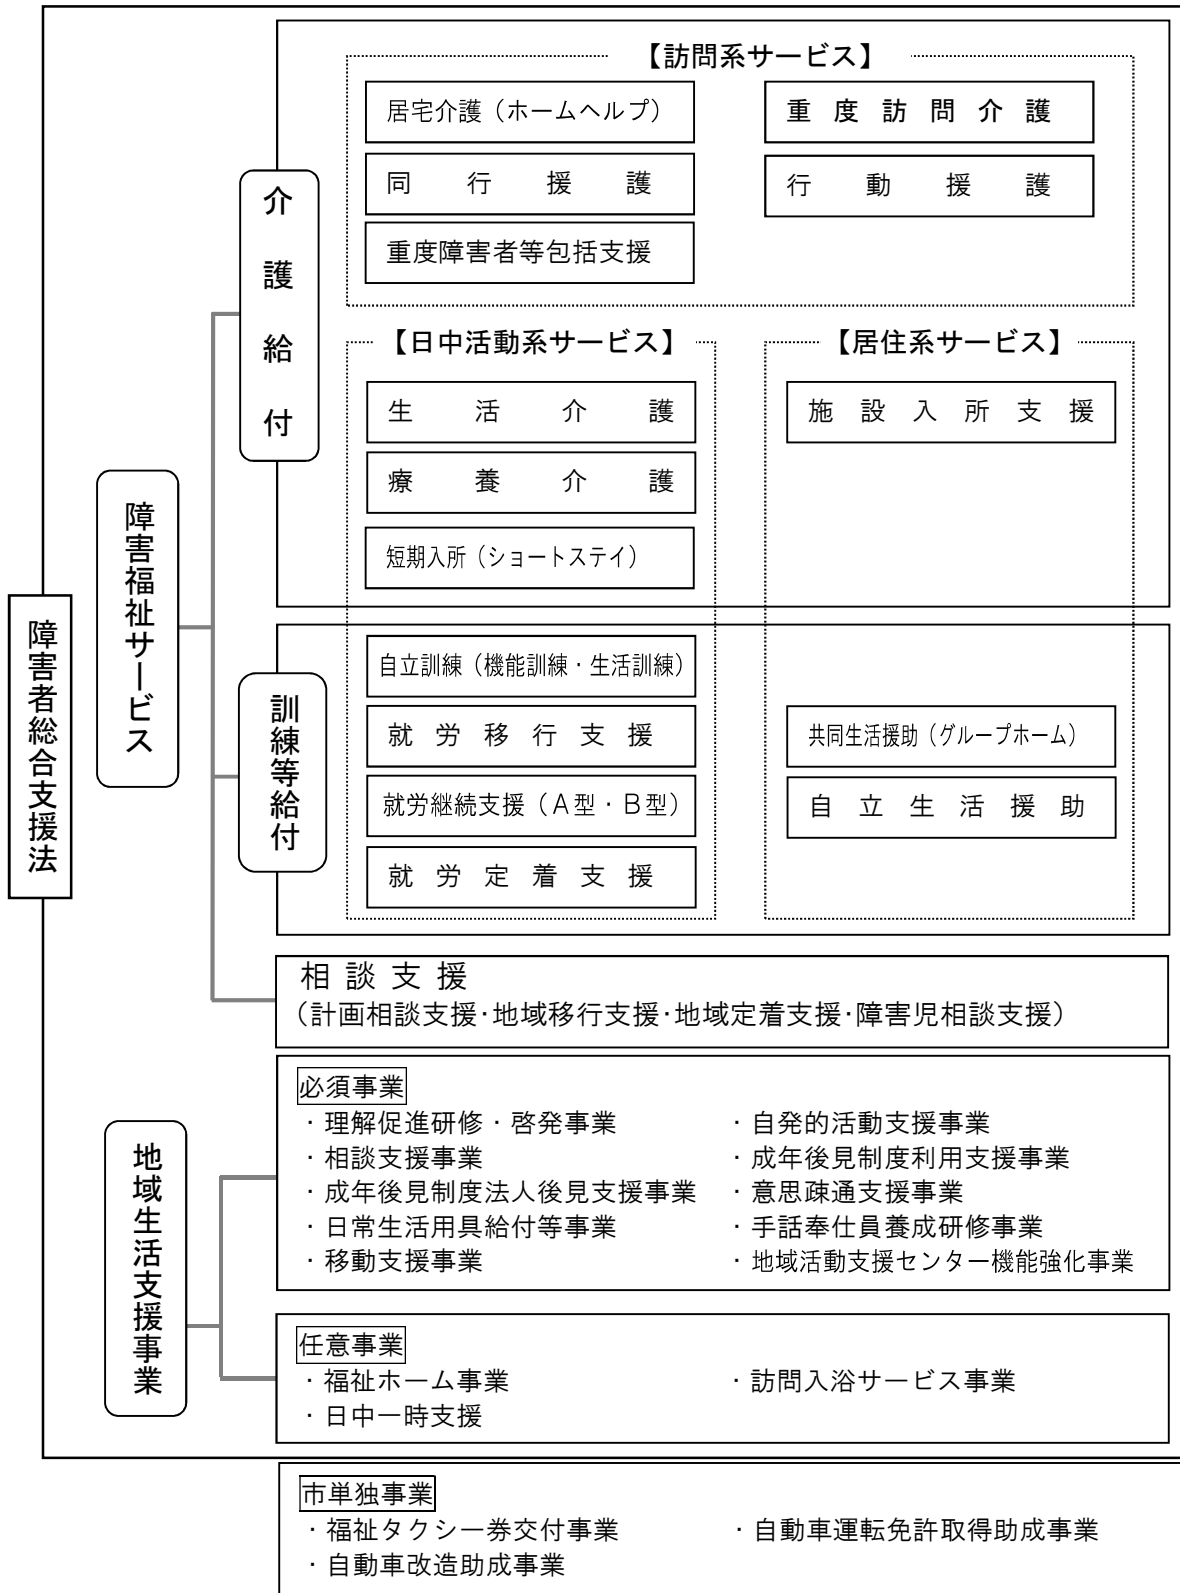 障害者総合支援法
障害福祉サービス
介護給付
【訪問系サービス】
居宅介護（ホームヘルプ）
重度訪問介護
同行援護
行動援護
重度障害者等包括支援
【日中活動系サービス】
【居住系サービス】
生活介護
施設入所支援
療養介護
短期入所（ショートステイ）
訓練等給付
自立訓練（機能訓練・生活訓練）
就労移行支援
共同生活援助（グループホーム）
就労継続支援（Ａ型・Ｂ型）
自立生活援助
就労定着支援
相談支援
（計画相談支援･地域移行支援･地域定着支援･障害児相談支援）
地域生活支援事業
必須事業
・理解促進研修・啓発事業
・自発的活動支援事業
・相談支援事業
・成年後見制度利用支援事業
・成年後見制度法人後見支援事業
・意思疎通支援事業
・日常生活用具給付等事業
・手話奉仕員養成研修事業
・移動支援事業
・地域活動支援センター機能強化事業
任意事業
・福祉ホーム事業
・訪問入浴サービス事業
・日中一時支援
市単独事業
・福祉タクシー券交付事業
・自動車運転免許取得助成事業
・自動車改造助成事業